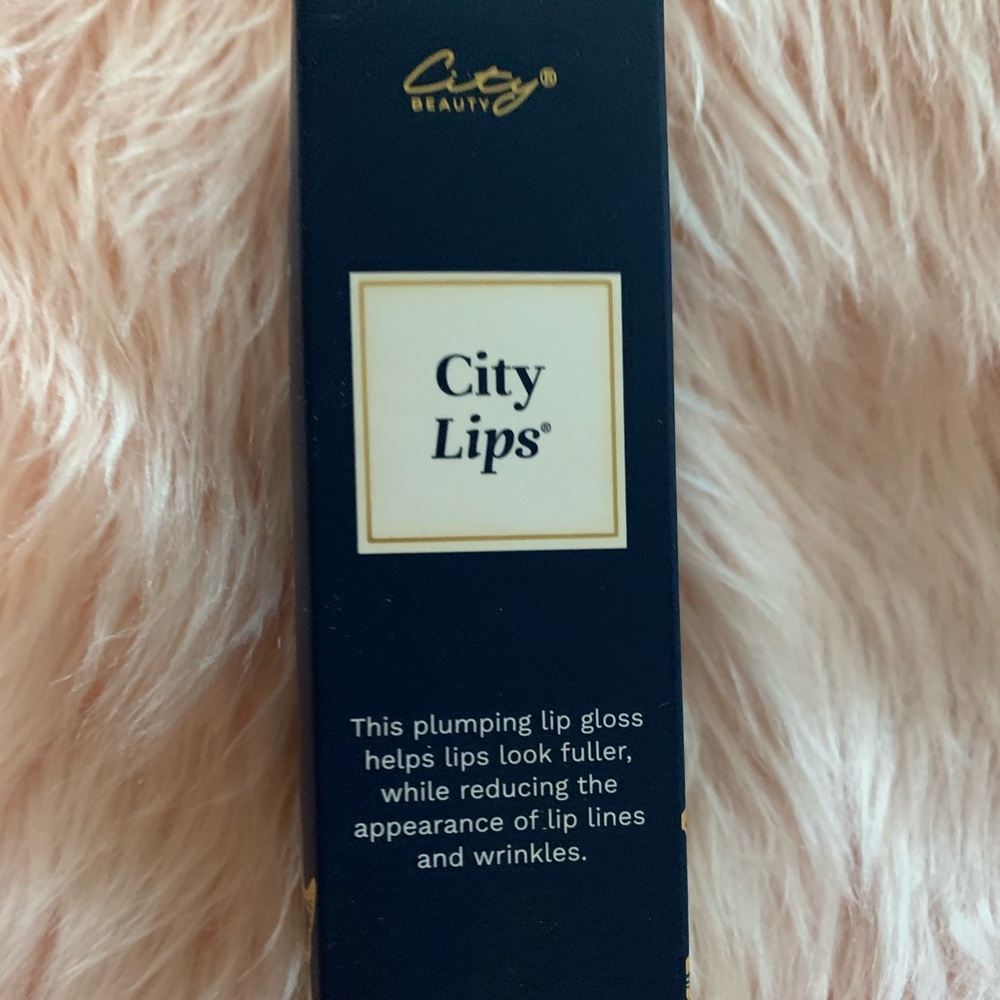 City®
BEAUTY
City
Lips®
This plumping lip gloss
helps lips look fuller,
while reducing the
appearance of lip lines
and wrinkles.